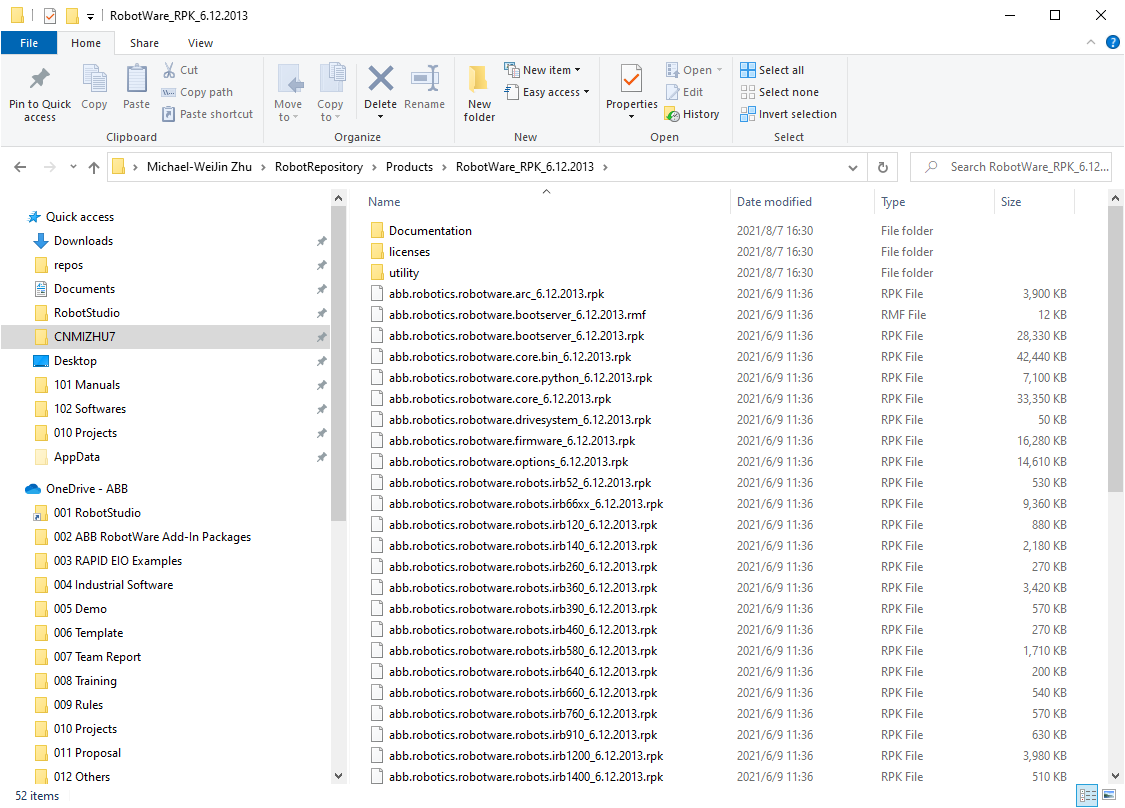 RobotWare_RPK_6.12.2013
File Home Share View
Pin to Quick access
Copy
Paste
Cut
Copy path
Paste shortcut
Clipboard
Move to
Copy to
Delete
Rename
Organize
New folder
New item
Easy access
New
Properties
Open
Edit
History
Open
Select all
Select none
Invert selection
Select
Michael-WeiJin Zhu > RobotRepository > Products > RobotWare_RPK_6.12.2013 >
Search RobotWare_RPK_6.12...
Quick access
Downloads
repos
Documents
RobotStudio
CNMIZHU7
Desktop
101 Manuals
102 Softwares
010 Projects
AppData
OneDrive - ABB
001 RobotStudio
002 ABB RobotWare Add-In Packages
003 RAPID EIO Examples
004 Industrial Software
005 Demo
006 Template
007 Team Report
008 Training
009 Rules
010 Projects
011 Proposal
012 Others
Name Date modified Type Size
Documentation 2021/8/7 16:30 File folder
licenses 2021/8/7 16:30 File folder
utility 2021/8/7 16:30 File folder
abb.robotics.robotware.arc_6.12.2013.rpk 2021/6/9 11:36 RPK File 3,900 KB
abb.robotics.robotware.bootserver_6.12.2013.rmf 2021/6/9 11:36 RMF File 12 KB
abb.robotics.robotware.bootserver_6.12.2013.rpk 2021/6/9 11:36 RPK File 28,330 KB
abb.robotics.robotware.core.bin_6.12.2013.rpk 2021/6/9 11:36 RPK File 42,440 KB
abb.robotics.robotware.core.python_6.12.2013.rpk 2021/6/9 11:36 RPK File 7,100 KB
abb.robotics.robotware.core_6.12.2013.rpk 2021/6/9 11:36 RPK File 33,350 KB
abb.robotics.robotware.drivesystem_6.12.2013.rpk 2021/6/9 11:36 RPK File 50 KB
abb.robotics.robotware.firmware_6.12.2013.rpk 2021/6/9 11:36 RPK File 16,280 KB
abb.robotics.robotware.options_6.12.2013.rpk 2021/6/9 11:36 RPK File 14,610 KB
abb.robotics.robotware.robots.irb52_6.12.2013.rpk 2021/6/9 11:36 RPK File 530 KB
abb.robotics.robotware.robots.irb66xx_6.12.2013.rpk 2021/6/9 11:36 RPK File 9,360 KB
abb.robotics.robotware.robots.irb120_6.12.2013.rpk 2021/6/9 11:36 RPK File 880 KB
abb.robotics.robotware.robots.irb140_6.12.2013.rpk 2021/6/9 11:36 RPK File 2,180 KB
abb.robotics.robotware.robots.irb260_6.12.2013.rpk 2021/6/9 11:36 RPK File 270 KB
abb.robotics.robotware.robots.irb360_6.12.2013.rpk 2021/6/9 11:36 RPK File 3,420 KB
abb.robotics.robotware.robots.irb390_6.12.2013.rpk 2021/6/9 11:36 RPK File 570 KB
abb.robotics.robotware.robots.irb460_6.12.2013.rpk 2021/6/9 11:36 RPK File 270 KB
abb.robotics.robotware.robots.irb580_6.12.2013.rpk 2021/6/9 11:36 RPK File 1,710 KB
abb.robotics.robotware.robots.irb640_6.12.2013.rpk 2021/6/9 11:36 RPK File 200 KB
abb.robotics.robotware.robots.irb660_6.12.2013.rpk 2021/6/9 11:36 RPK File 540 KB
abb.robotics.robotware.robots.irb760_6.12.2013.rpk 2021/6/9 11:36 RPK File 570 KB
abb.robotics.robotware.robots.irb910_6.12.2013.rpk 2021/6/9 11:36 RPK File 630 KB
abb.robotics.robotware.robots.irb1200_6.12.2013.rpk 2021/6/9 11:36 RPK File 3,980 KB
abb.robotics.robotware.robots.irb1400_6.12.2013.rpk 2021/6/9 11:36 RPK File 510 KB
52 items